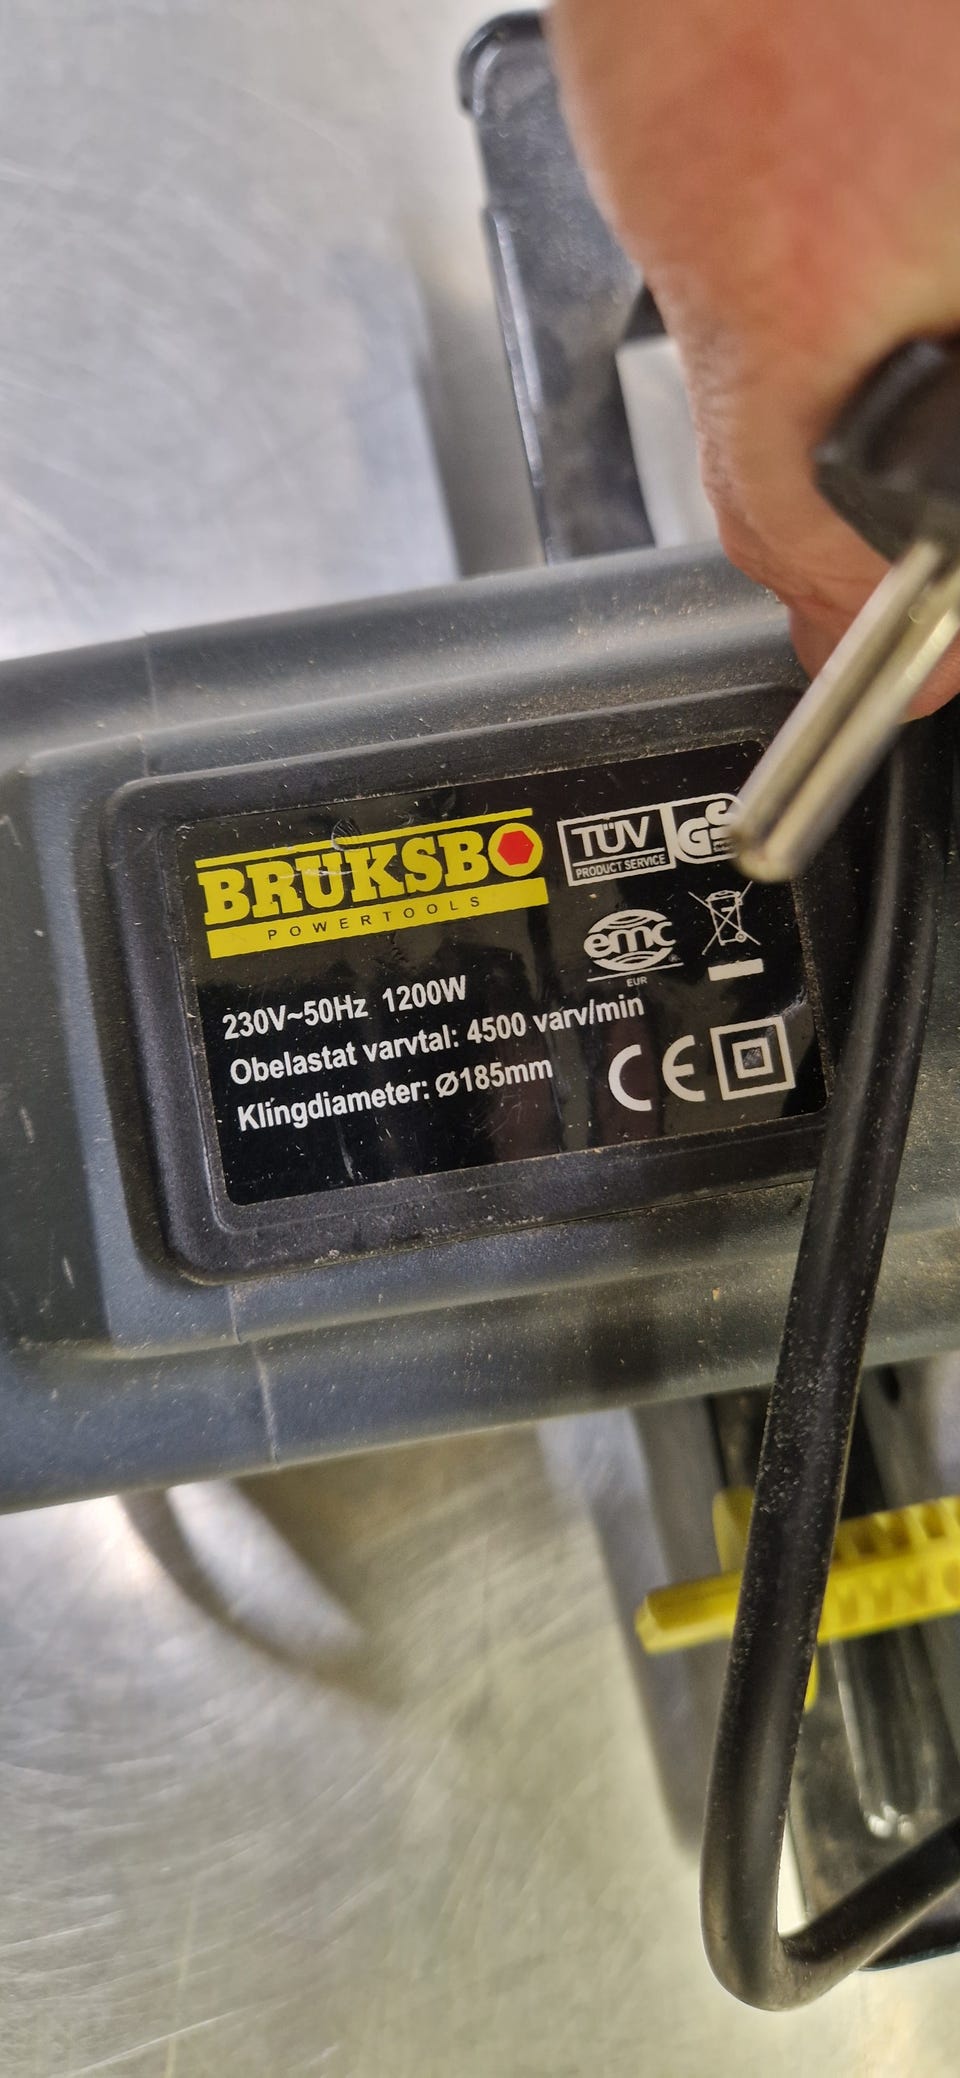 BRUKSBO
POWERTOOLS
TÜV
PRODUCT SERVICE
GS
emc
EUR
230V~50Hz 1200W
Obelastat varvtal: 4500 varv/min
Klingdiameter: Ø185mm
CE